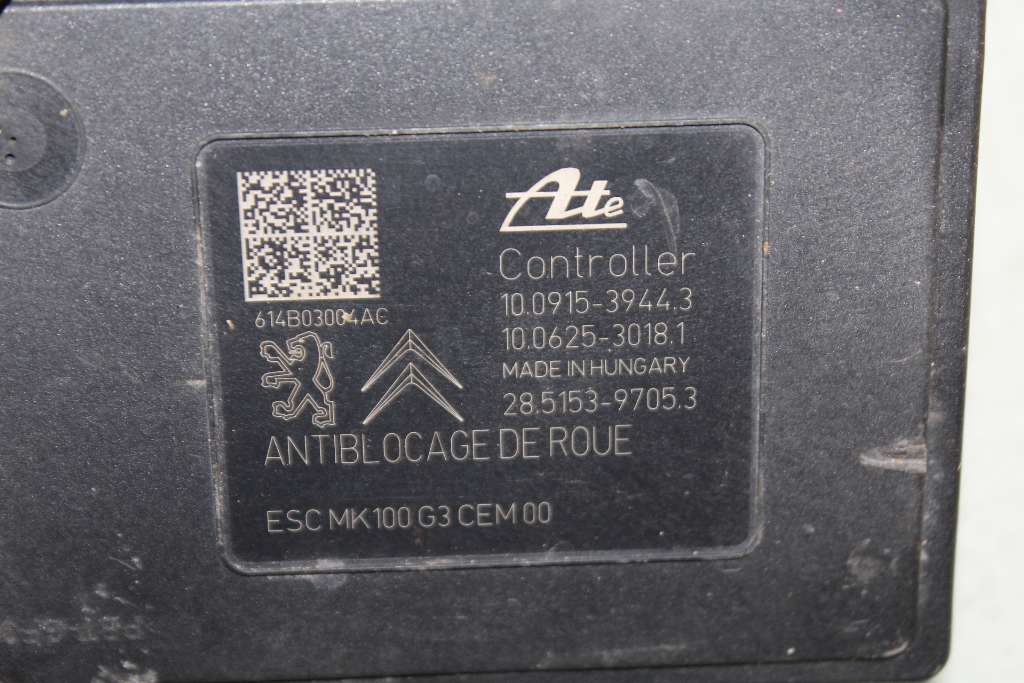 Ate
Controller
10.0915-3944.3
10.0625-3018.1
MADE IN HUNGARY
28.5153-9705.3
614B03004AC
ANTIBLOCAGE DE ROUE
ESC MK100 G3 CEM 00